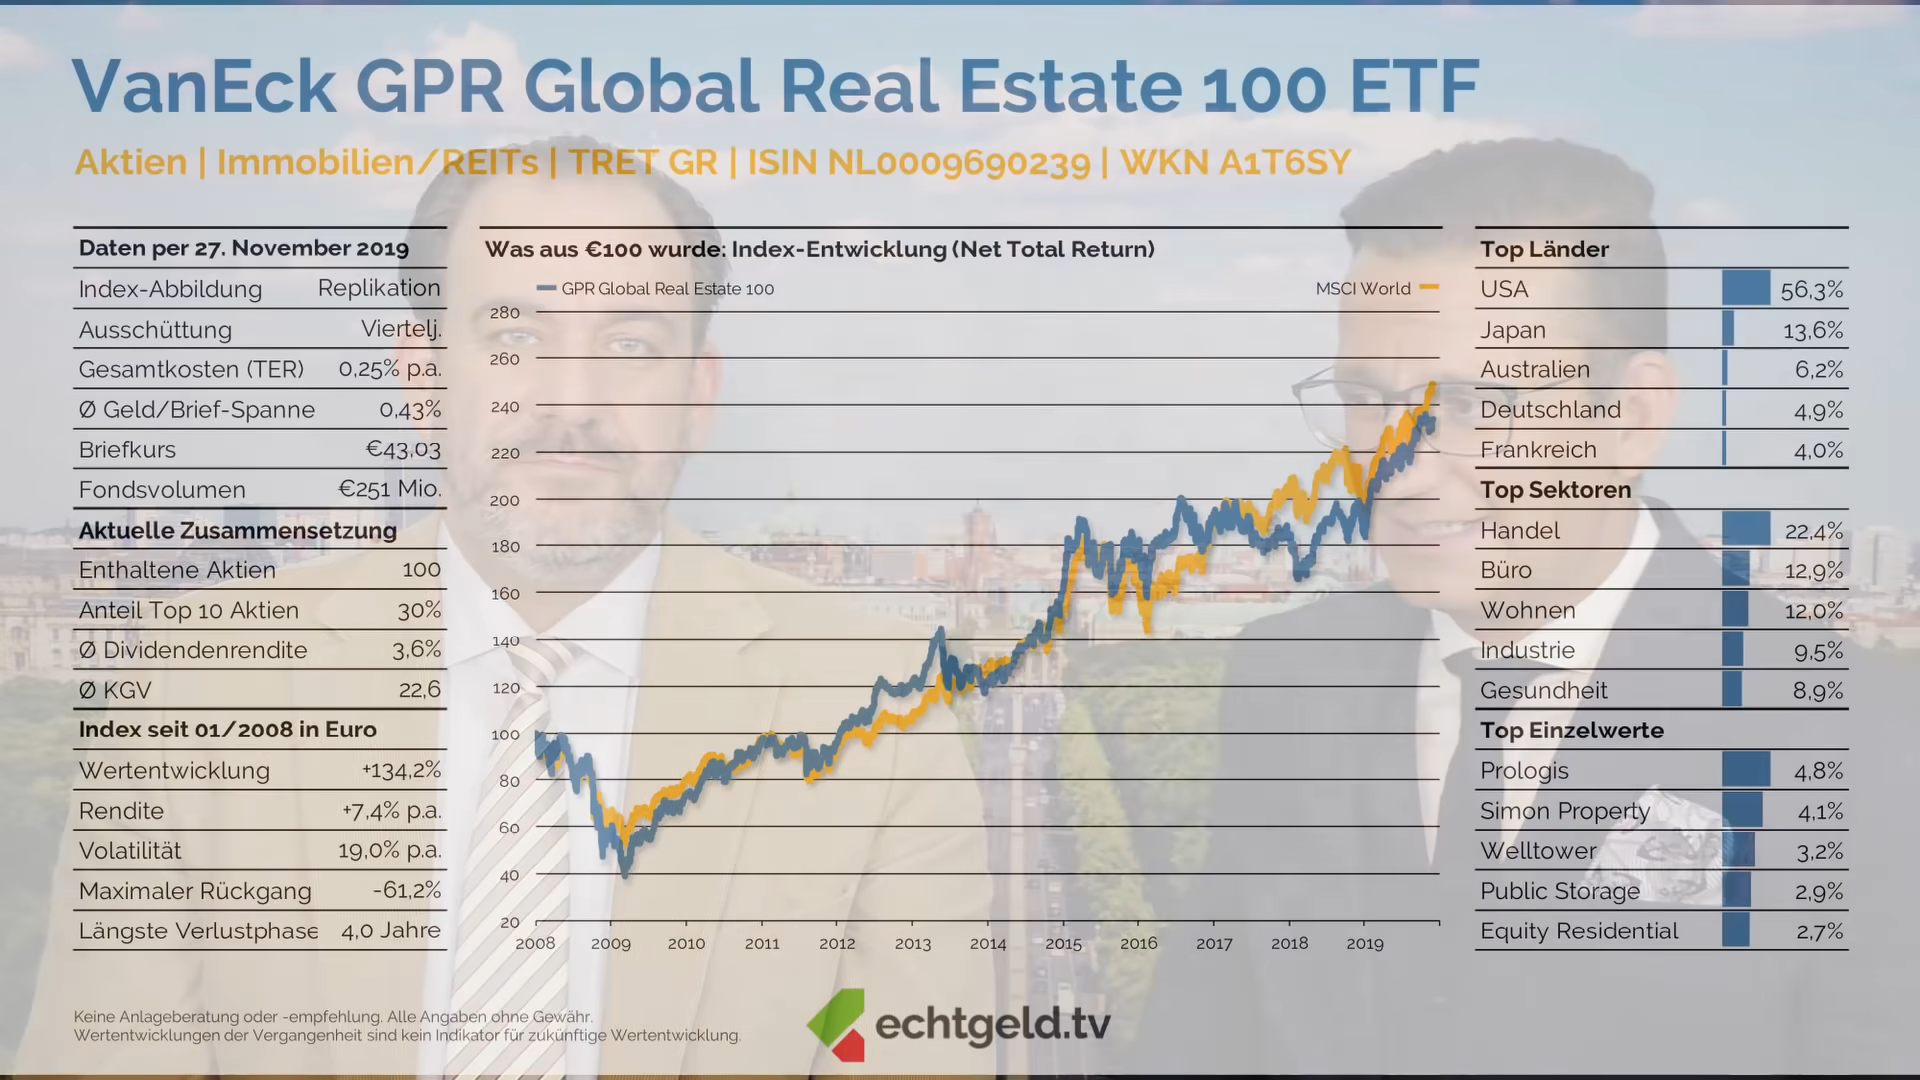 VanEck GPR Global Real Estate 100 ETF
Aktien | Immobilien/REITs | TRET GR | ISIN NL0009690239 | WKN A1T6SY
Daten per 27. November 2019
Index-Abbildung Replikation
Ausschüttung Viertelj.
Gesamtkosten (TER) 0,25% p.a.
Ø Geld/Brief-Spanne 0,43%
Briefkurs €43,03
Fondsvolumen €251 Mio.
Aktuelle Zusammensetzung
Enthaltene Aktien 100
Anteil Top 10 Aktien 30%
Ø Dividendenrendite 3,6%
Ø KGV 22,6
Index seit 01/2008 in Euro
Wertentwicklung +134,2%
Rendite +7,4% p.a.
Volatilität 19,0% p.a.
Maximaler Rückgang -61,2%
Längste Verlustphase 4,0 Jahre
Was aus €100 wurde: Index-Entwicklung (Net Total Return)
GPR Global Real Estate 100 MSCI World
280
260
240
220
200
180
160
140
120
100
80
60
40
20
2008 2009 2010 2011 2012 2013 2014 2015 2016 2017 2018 2019
Top Länder
USA 56,3%
Japan 13,6%
Australien 6,2%
Deutschland 4,9%
Frankreich 4,0%
Top Sektoren
Handel 22,4%
Büro 12,9%
Wohnen 12,0%
Industrie 9,5%
Gesundheit 8,9%
Top Einzelwerte
Prologis 4,8%
Simon Property 4,1%
Welltower 3,2%
Public Storage 2,9%
Equity Residential 2,7%
Keine Anlageberatung oder -empfehlung. Alle Angaben ohne Gewähr.
Wertentwicklungen der Vergangenheit sind kein Indikator für zukünftige Wertentwicklung.
echtgeld.tv